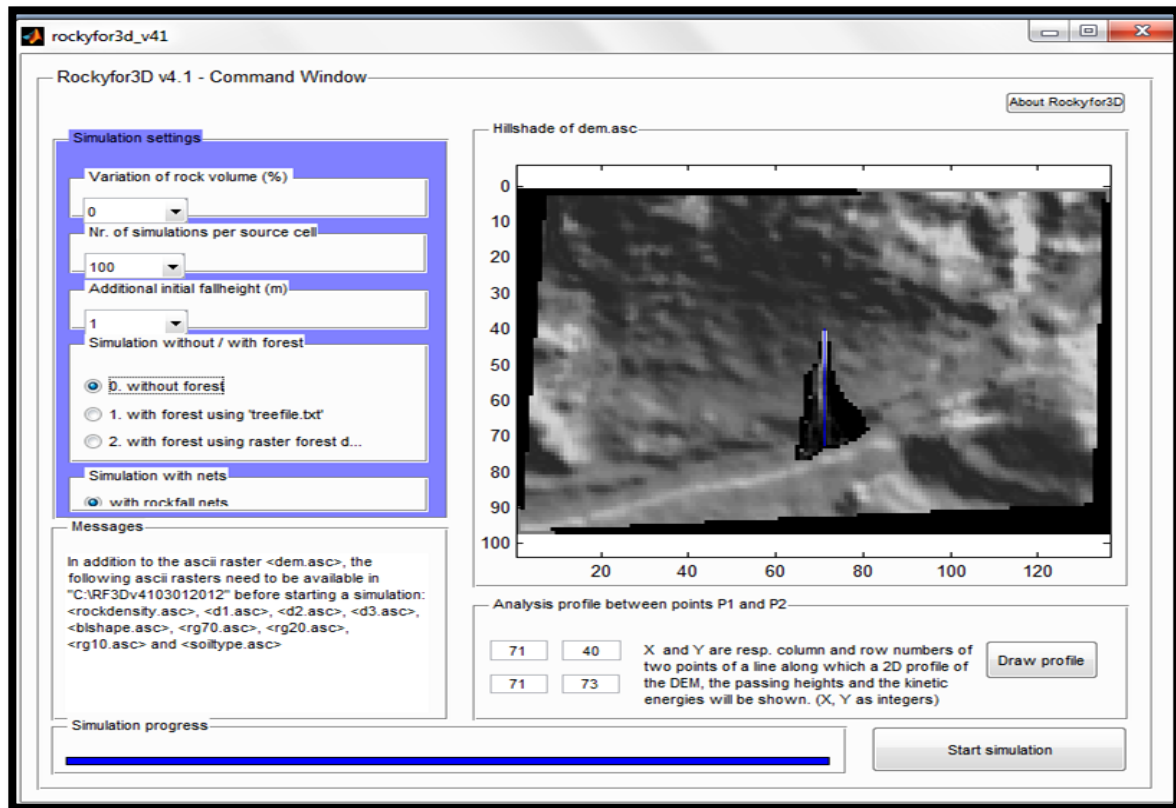 rockyfor3d_v41
Rockyfor3D v4.1 - Command Window
About Rockyfor3D
Simulation settings
Variation of rock volume (%)
0
Nr. of simulations per source cell
100
Additional initial fallheight (m)
1
Simulation without / with forest
0. without forest
1. with forest using 'treefile.txt'
2. with forest using raster forest d...
Simulation with nets
with rockfall nets
Messages
In addition to the ascii raster <dem.asc>, the
following ascii rasters need to be available in
"C:\RF3Dv4103012012" before starting a simulation:
<rockdensity.asc>, <d1.asc>, <d2.asc>, <d3.asc>,
<blshape.asc>, <rg70.asc>, <rg20.asc>,
<rg10.asc> and <soiltype.asc>
Hillshade of dem.asc
0
10
20
30
40
50
60
70
80
90
100
20 40 60 80 100 120
Analysis profile between points P1 and P2
71 40
71 73
X and Y are resp. column and row numbers of
two points of a line along which a 2D profile of
the DEM, the passing heights and the kinetic
energies will be shown. (X, Y as integers)
Draw profile
Simulation progress
Start simulation